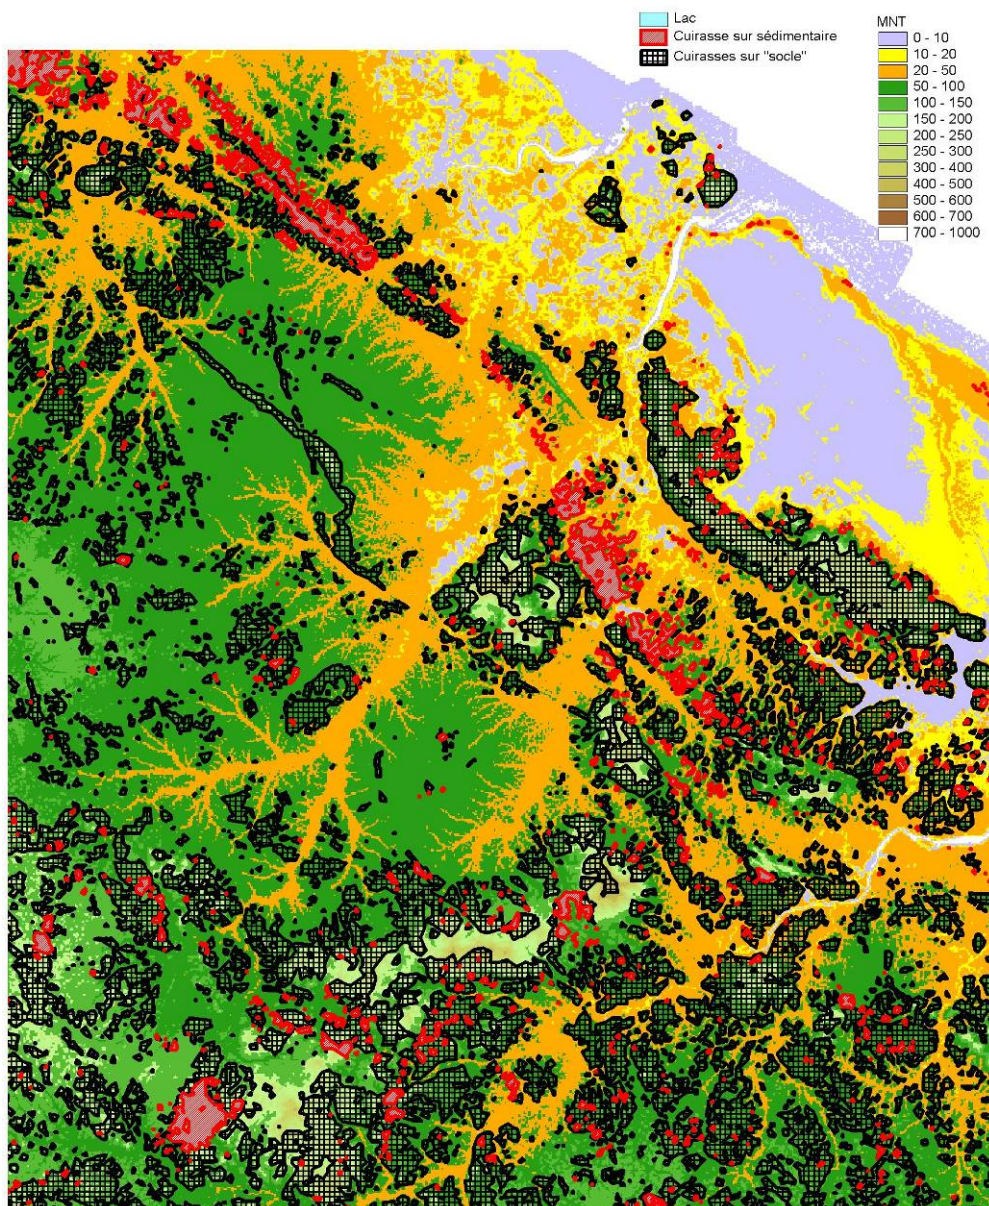 Lac
Cuirasse sur sédimentaire
Cuirasses sur "socle"
MNT
0 - 10
10 - 20
20 - 50
50 - 100
100 - 150
150 - 200
200 - 250
250 - 300
300 - 400
400 - 500
500 - 600
600 - 700
700 - 1000